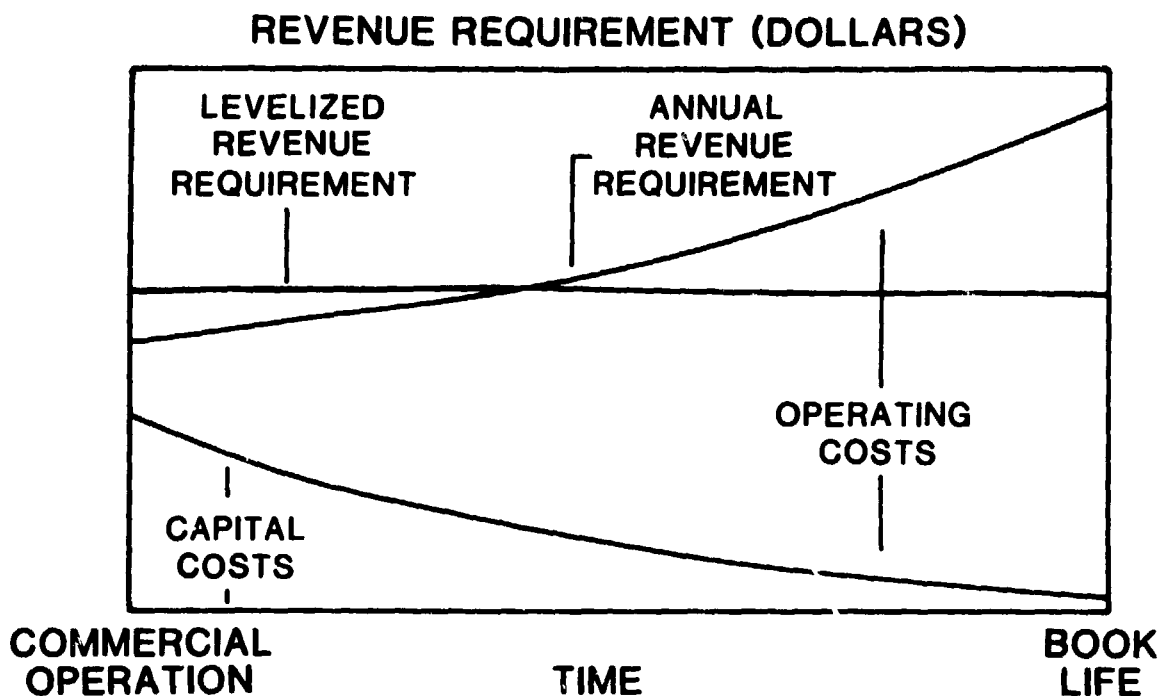 REVENUE REQUIREMENT (DOLLARS)
LEVELIZED
REVENUE
REQUIREMENT
ANNUAL
REVENUE
REQUIREMENT
OPERATING
COSTS
CAPITAL
COSTS
COMMERCIAL
OPERATION
TIME
BOOK
LIFE